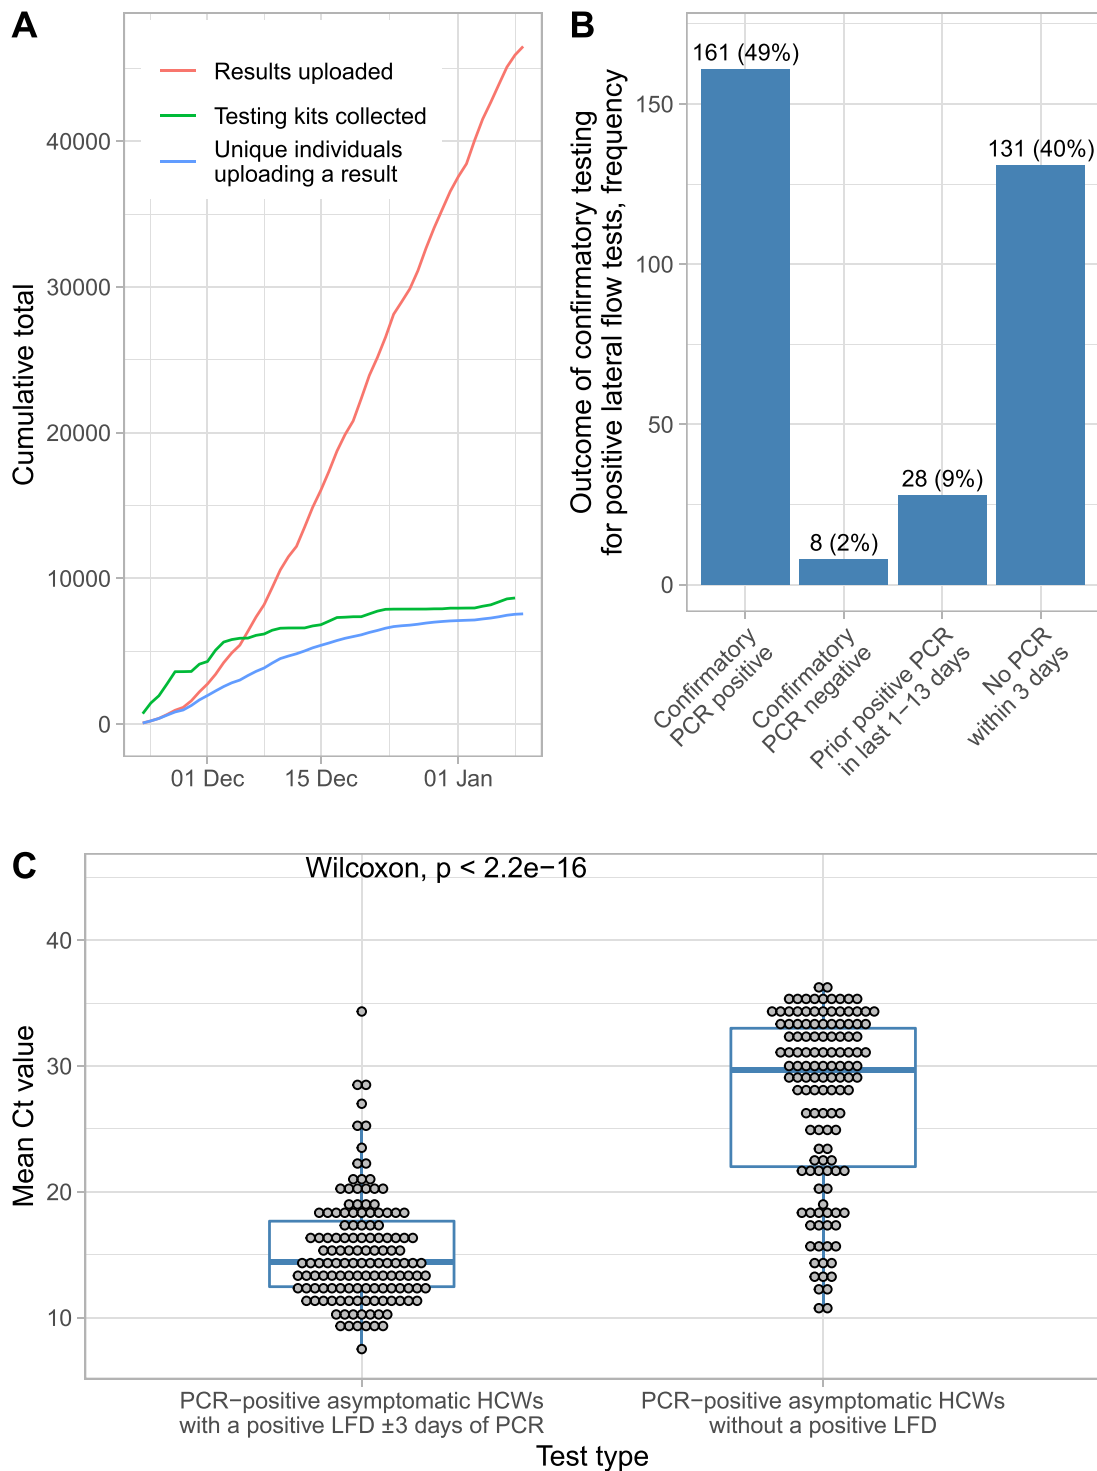 A
Results uploaded
Testing kits collected
Unique individuals
uploading a result
Cumulative total
40000
30000
20000
10000
0
01 Dec
15 Dec
01 Jan
B
Outcome of confirmatory testing
for positive lateral flow tests, frequency
150
100
50
0
161 (49%)
8 (2%)
28 (9%)
131 (40%)
Confirmatory
PCR positive
Confirmatory
PCR negative
Prior positive PCR
in last 1−13 days
No PCR
within 3 days
C
Wilcoxon, p < 2.2e−16
Mean Ct value
40
30
20
10
PCR−positive asymptomatic HCWs
with a positive LFD ±3 days of PCR
PCR−positive asymptomatic HCWs
without a positive LFD
Test type